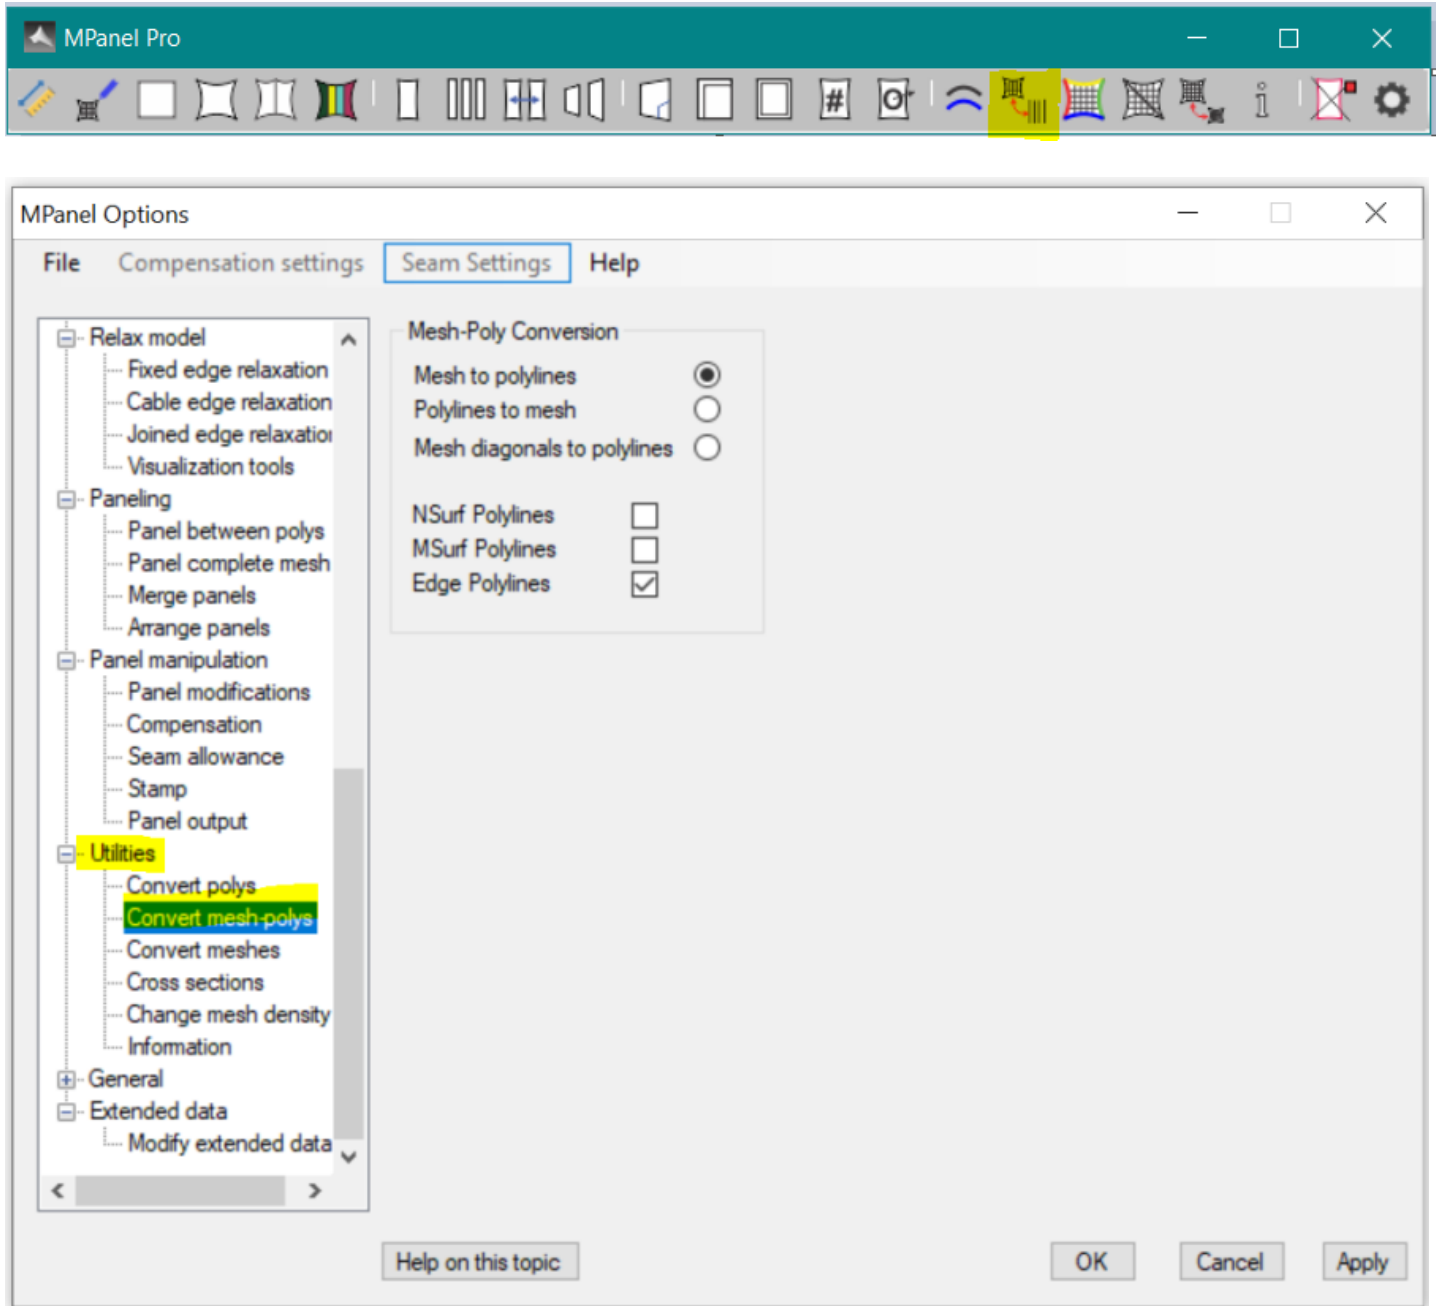 MPanel Pro
#
i
MPanel Options
File Compensation settings Seam Settings Help
Relax model
Fixed edge relaxation
Cable edge relaxation
Joined edge relaxation
Visualization tools
Paneling
Panel between polys
Panel complete mesh
Merge panels
Arrange panels
Panel manipulation
Panel modifications
Compensation
Seam allowance
Stamp
Panel output
Utilities
Convert polys
Convert mesh-polys
Convert meshes
Cross sections
Change mesh density
Information
General
Extended data
Modify extended data
Mesh-Poly Conversion
Mesh to polylines
Polylines to mesh
Mesh diagonals to polylines
NSurf Polylines
MSurf Polylines
Edge Polylines
Help on this topic
OK Cancel Apply